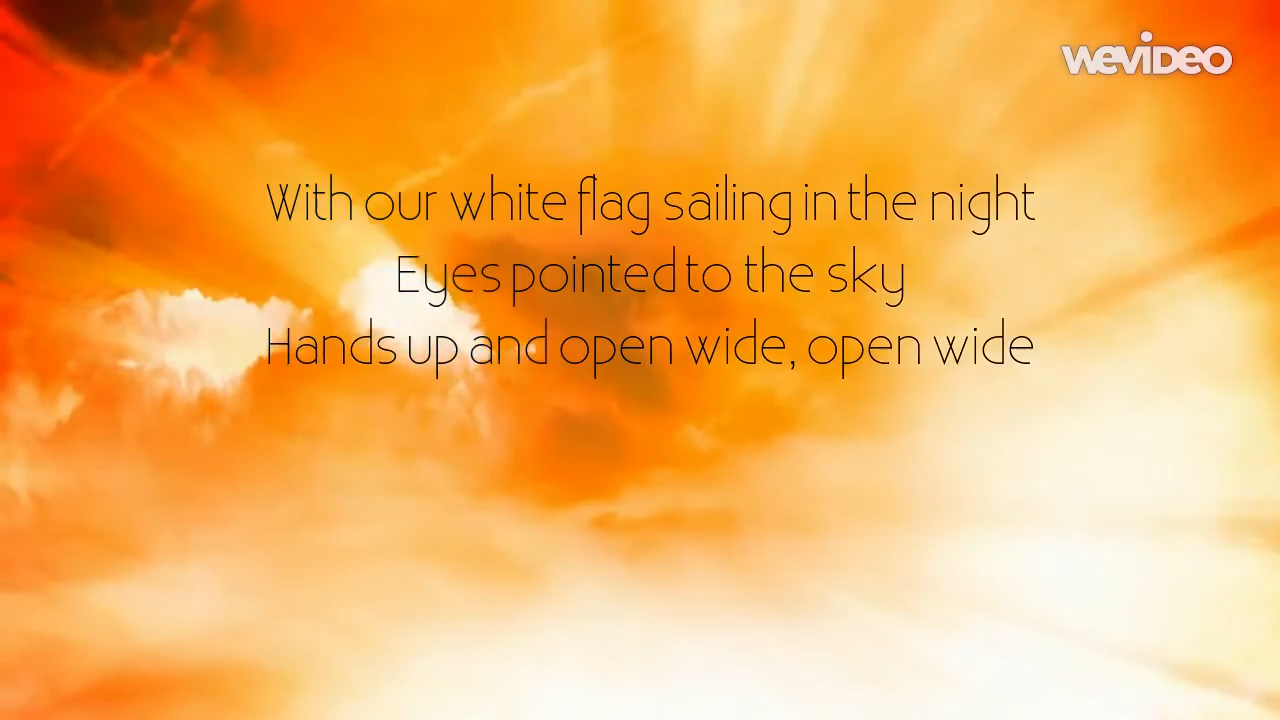 wevideo
With our white flag sailing in the night
Eyes pointed to the sky
Hands up and open wide, open wide